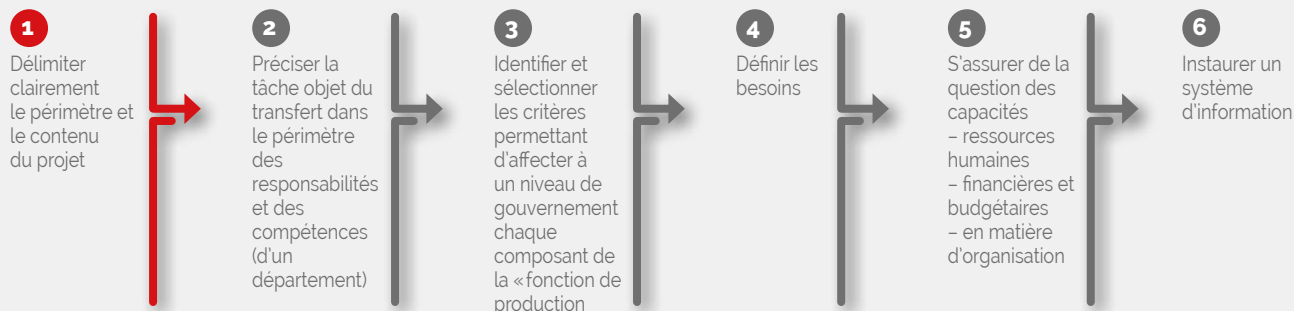 1
Délimiter
clairement
le périmètre et
le contenu
du projet
2
Préciser la
tâche objet du
transfert dans
le périmètre
des
responsabilités
et des
compétences
(d'un
département)
3
Identifier et
sélectionner
les critères
permettant
d'affecter à
un niveau de
gouvernement
chaque
composant de
la « fonction de
production
4
Définir les
besoins
5
S'assurer de la
question des
capacités
– ressources
humaines
– financières et
budgétaires
– en matière
d'organisation
6
Instaurer un
système
d'information